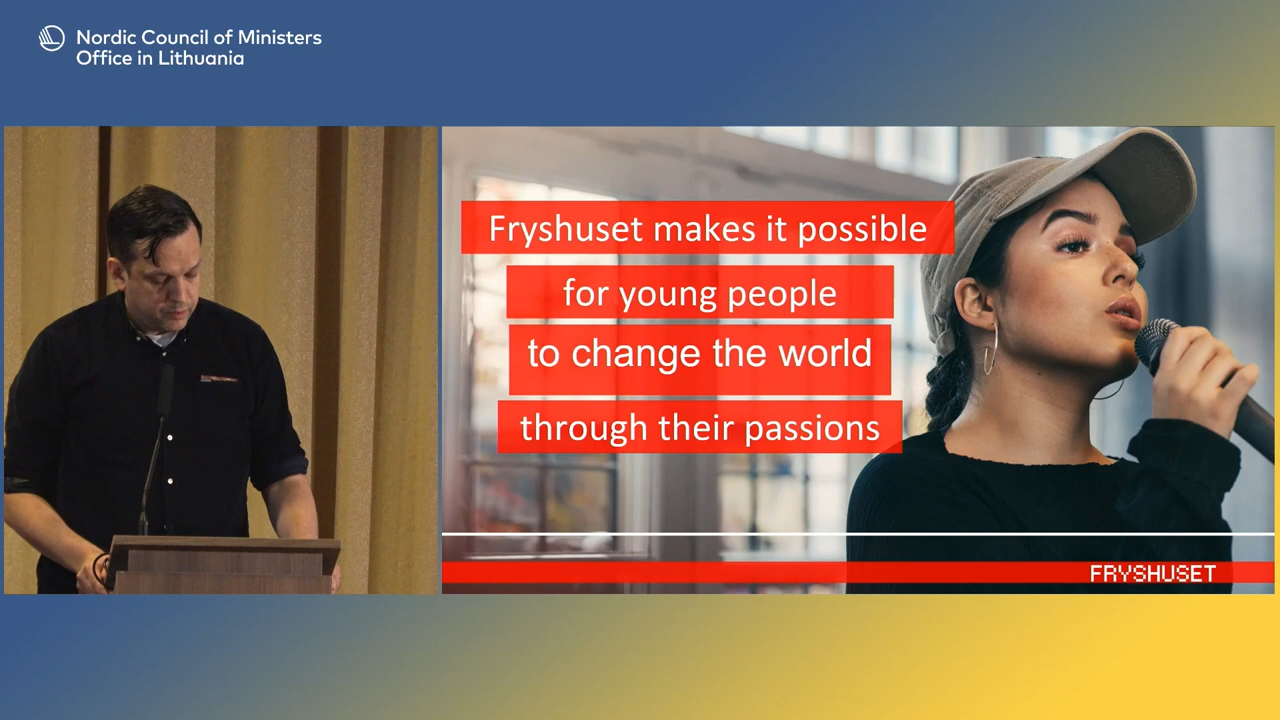 Nordic Council of Ministers
Office in Lithuania
Fryshuset makes it possible
for young people
to change the world
through their passions
FRYSHUSET